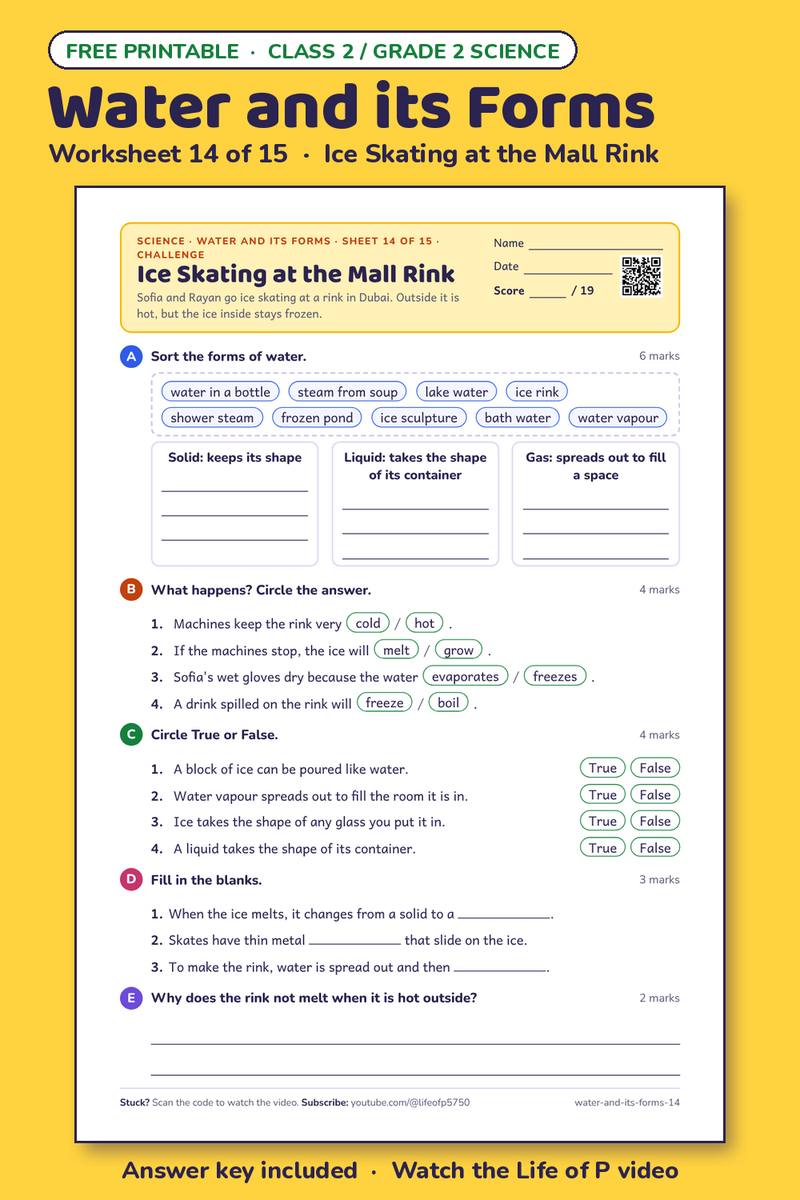 FREE PRINTABLE · CLASS 2 / GRADE 2 SCIENCE
Water and its Forms
Worksheet 14 of 15 · Ice Skating at the Mall Rink
SCIENCE · WATER AND ITS FORMS · SHEET 14 OF 15 ·
CHALLENGE
Ice Skating at the Mall Rink
Sofia and Rayan go ice skating at a rink in Dubai. Outside it is
hot, but the ice inside stays frozen.
Name ____________
Date ____________
Score ______ / 19
A Sort the forms of water. 6 marks
water in a bottle steam from soup lake water ice rink
shower steam frozen pond ice sculpture bath water water vapour
Solid: keeps its shape
Liquid: takes the shape
of its container
Gas: spreads out to fill
a space
B What happens? Circle the answer. 4 marks
1. Machines keep the rink very cold / hot .
2. If the machines stop, the ice will melt / grow .
3. Sofia's wet gloves dry because the water evaporates / freezes .
4. A drink spilled on the rink will freeze / boil .
C Circle True or False. 4 marks
1. A block of ice can be poured like water. True False
2. Water vapour spreads out to fill the room it is in. True False
3. Ice takes the shape of any glass you put it in. True False
4. A liquid takes the shape of its container. True False
D Fill in the blanks. 3 marks
1. When the ice melts, it changes from a solid to a ____________.
2. Skates have thin metal ____________ that slide on the ice.
3. To make the rink, water is spread out and then ____________.
E Why does the rink not melt when it is hot outside? 2 marks
Stuck? Scan the code to watch the video. Subscribe: youtube.com/@lifeofp5750 water-and-its-forms-14
Answer key included · Watch the Life of P video